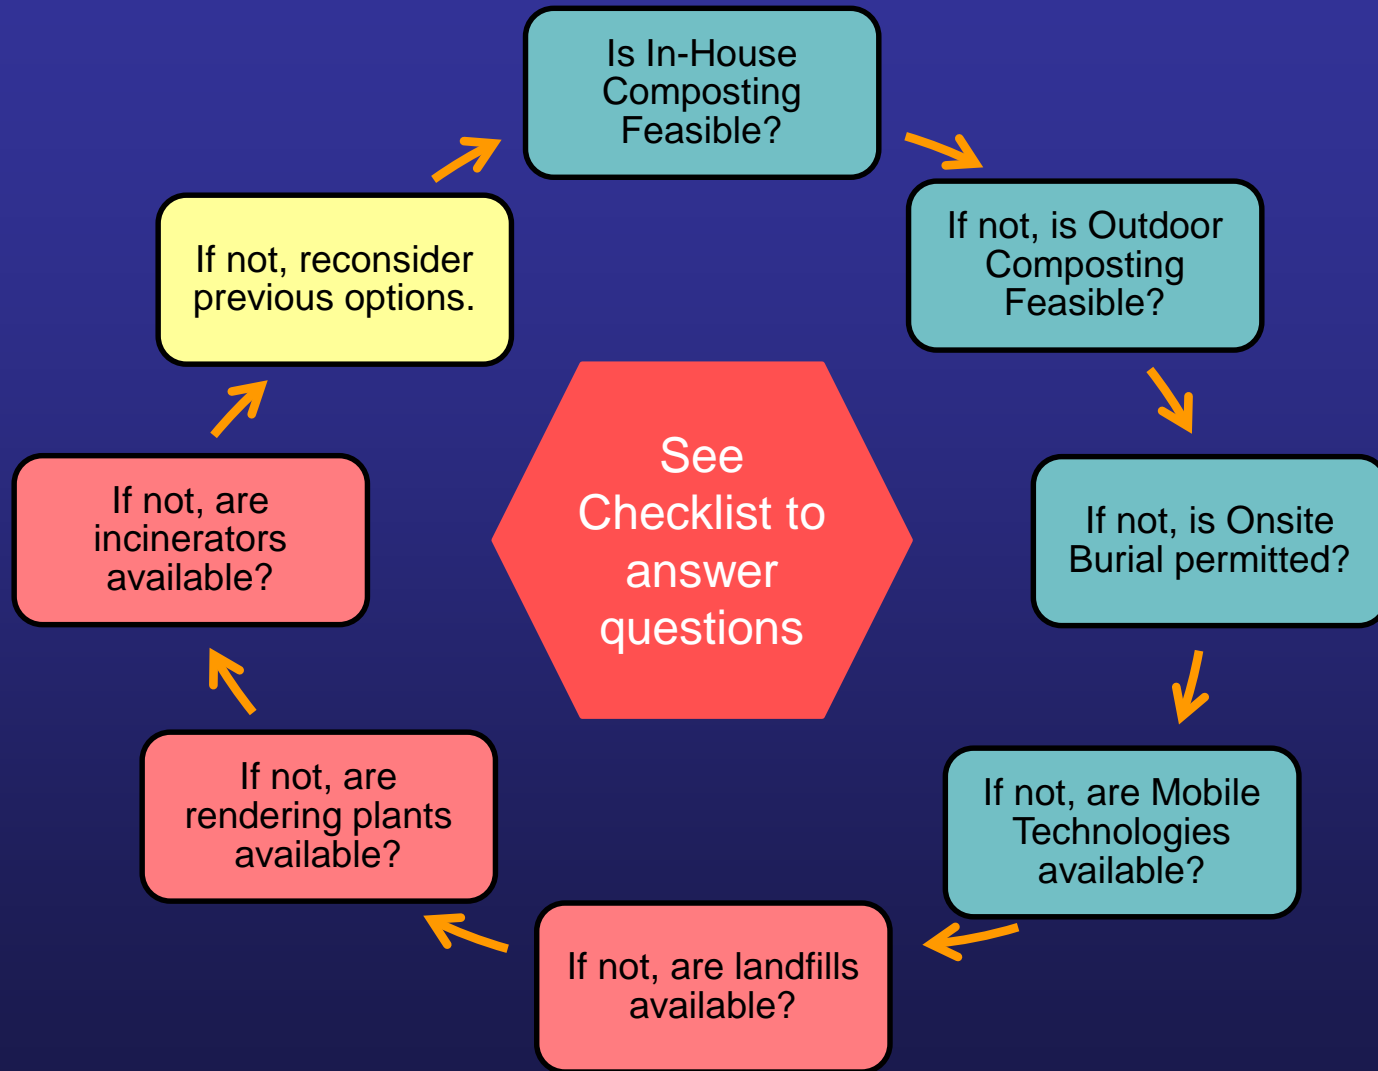 Is In-House
Composting
Feasible?
If not, is Outdoor
Composting
Feasible?
If not, is Onsite
Burial permitted?
If not, are Mobile
Technologies
available?
If not, are landfills
available?
If not, are
rendering plants
available?
If not, are
incinerators
available?
If not, reconsider
previous options.
See
Checklist to
answer
questions